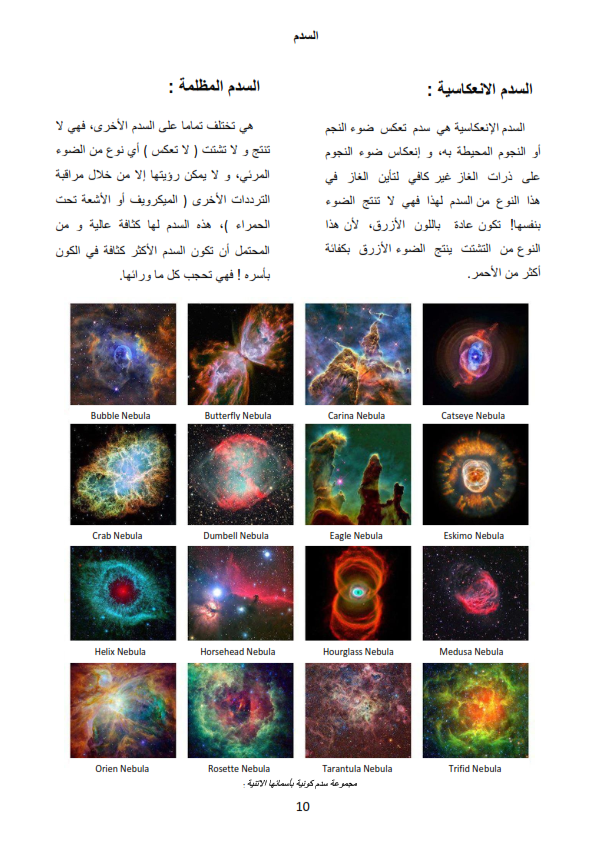 السدم
السدم الانعكاسية :
السدم الإنعكاسية هي سدم تعكس ضوء النجم
أو النجوم المحيطة به، و إنعكاس ضوء النجوم
على ذرات الغاز غير كافي لتأين الغاز في
هذا النوع من السدم لهذا فهي لا تنتج الضوء
بنفسها! تكون عادة باللون الأزرق، لأن هذا
النوع من التشتت ينتج الضوء الأزرق بكفائة
أكثر من الأحمر.
السدم المظلمة :
هي تختلف تماما على السدم الأخرى، فهي لا
تنتج و لا تشتت ( لا تعكس ) أي نوع من الضوء
المرئي، و لا يمكن رؤيتها إلا من خلال مراقبة
الترددات الأخرى ( الميكرويف أو الأشعة تحت
الحمراء )، هذه السدم لها كثافة عالية و من
المحتمل أن تكون السدم الأكثر كثافة في الكون
بأسره ! فهي تحجب كل ما ورائها.
Bubble Nebula
Butterfly Nebula
Carina Nebula
Catseye Nebula
Crab Nebula
Dumbell Nebula
Eagle Nebula
Eskimo Nebula
Helix Nebula
Horsehead Nebula
Hourglass Nebula
Medusa Nebula
Orien Nebula
Rosette Nebula
Tarantula Nebula
Trifid Nebula
مجموعة سدم كونية بأسمائها الاتنية :
10